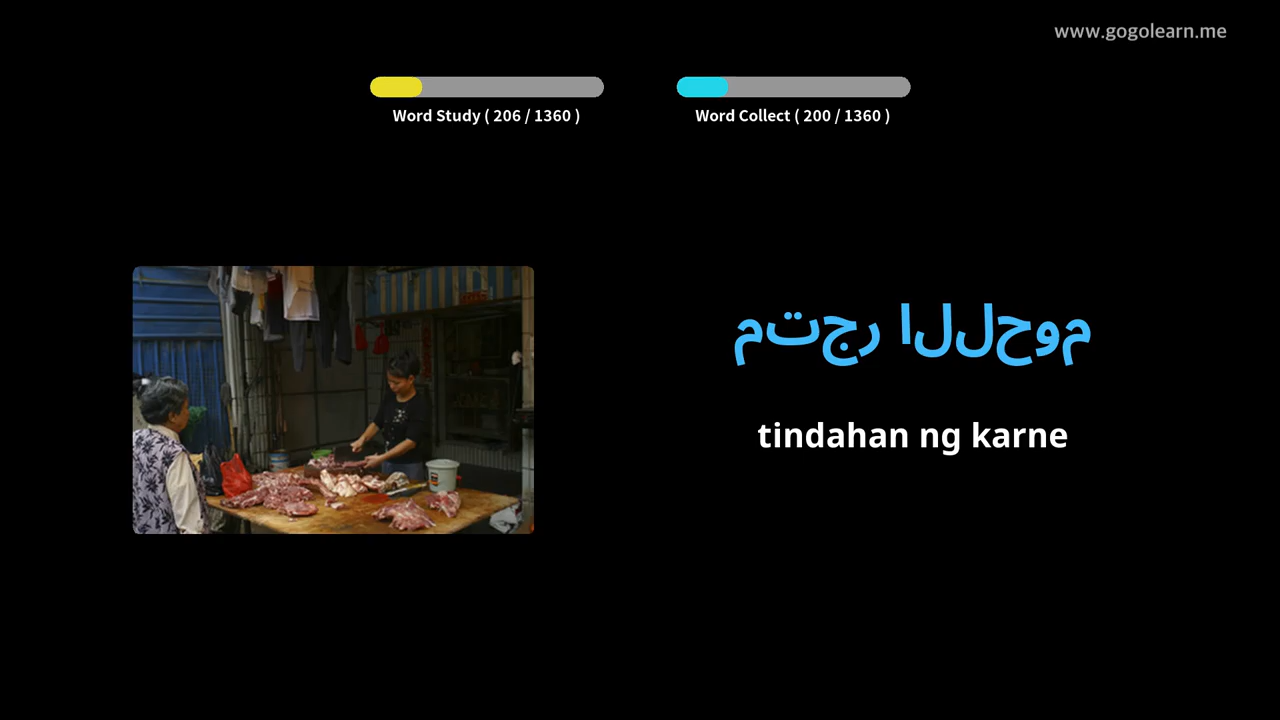 www.gogolearn.me
Word Study ( 206 / 1360 )
Word Collect ( 200 / 1360 )
متجر اللحوم
tindahan ng karne